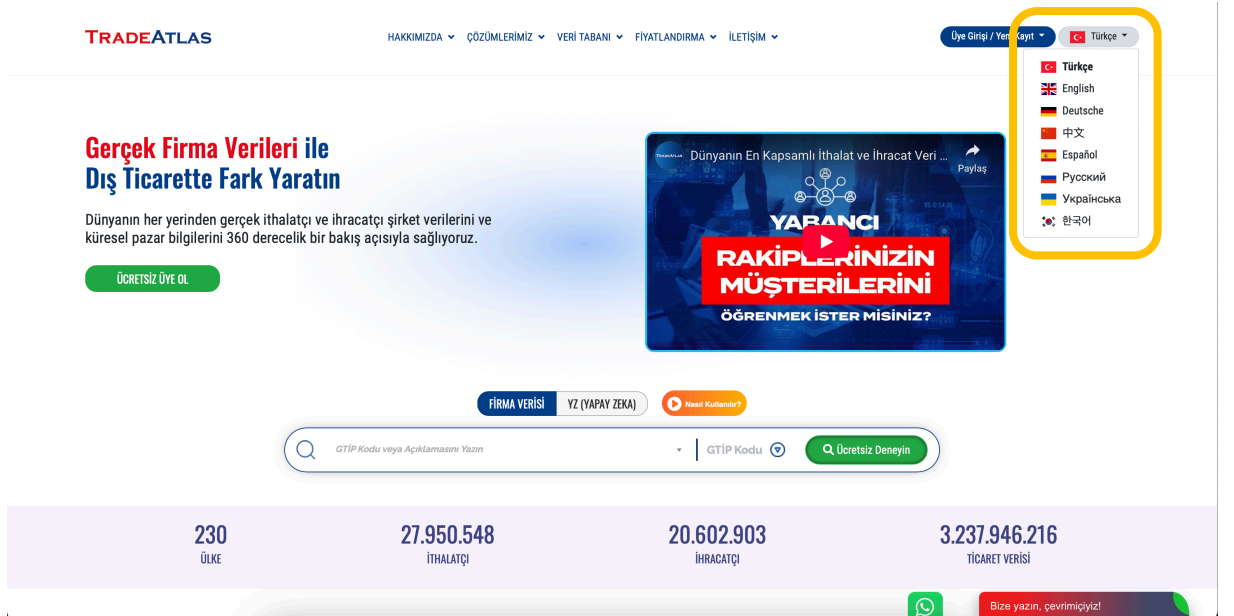 TRADEATLAS
HAKKIMIZDA
ÇÖZÜMLERİMİZ
VERİ TABANI
FİYATLANDIRMA
İLETİŞİM
Üye Girişi / Yeni Kayıt
Türkçe
Türkçe
English
Deutsche
中文
Español
Русский
Українська
한국어
Gerçek Firma Verileri ile
Dış Ticarette Fark Yaratın
Dünyanın her yerinden gerçek ithalatçı ve ihracatçı şirket verilerini ve
küresel pazar bilgilerini 360 derecelik bir bakış açısıyla sağlıyoruz.
ÜCRETSİZ ÜYE OL
TRADEATLAS
Dünyanın En Kapsamlı İthalat ve İhracat Veri ...
Paylaş
YABANCI
RAKİPLERİNİZİN
MÜŞTERİLERİNİ
ÖĞRENMEK İSTER MİSİNİZ?
FİRMA VERİSİ
YZ (YAPAY ZEKA)
Nasıl Kullanılır?
GTİP Kodu veya Açıklamasını Yazın
GTİP Kodu
Ücretsiz Deneyin
230
ÜLKE
27.950.548
İTHALATÇI
20.602.903
İHRACATÇI
3.237.946.216
TİCARET VERİSİ
Bize yazın, çevrimiçiyiz!